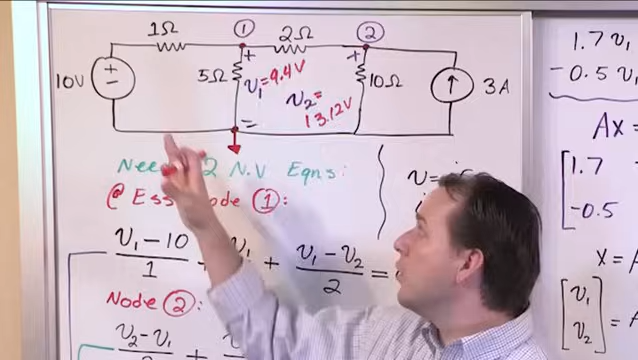 1Ω ① 2Ω ②
+ +
10V + − 5Ω v₁=9.4V 10Ω 3A
v₂=
13.12V
−
2 N.V Eqns:
@ Ess ode ①:
(v₁ − 10)/1 + v₁ + (v₁ − v₂)/2 =
Node ②:
v₂ − v₁
1.7 v₁
−0.5 v₁
Ax =
[1.7
−0.5
x = A
[v₁
v₂] = A